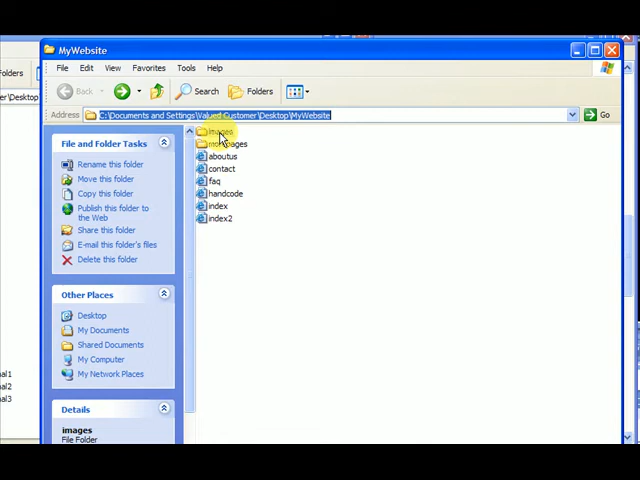 MyWebsite
File Edit View Favorites Tools Help
Folders
Back Search Folders
Address C:\Documents and Settings\Valued Customer\Desktop\MyWebsite Go
File and Folder Tasks
Rename this folder
Move this folder
Copy this folder
Publish this folder to
the Web
Share this folder
E-mail this folder's files
Delete this folder
Other Places
Desktop
My Documents
Shared Documents
My Computer
My Network Places
Details
images
File Folder
images
aboutus
contact
faq
handcode
index
index2
nal1
nal2
nal3